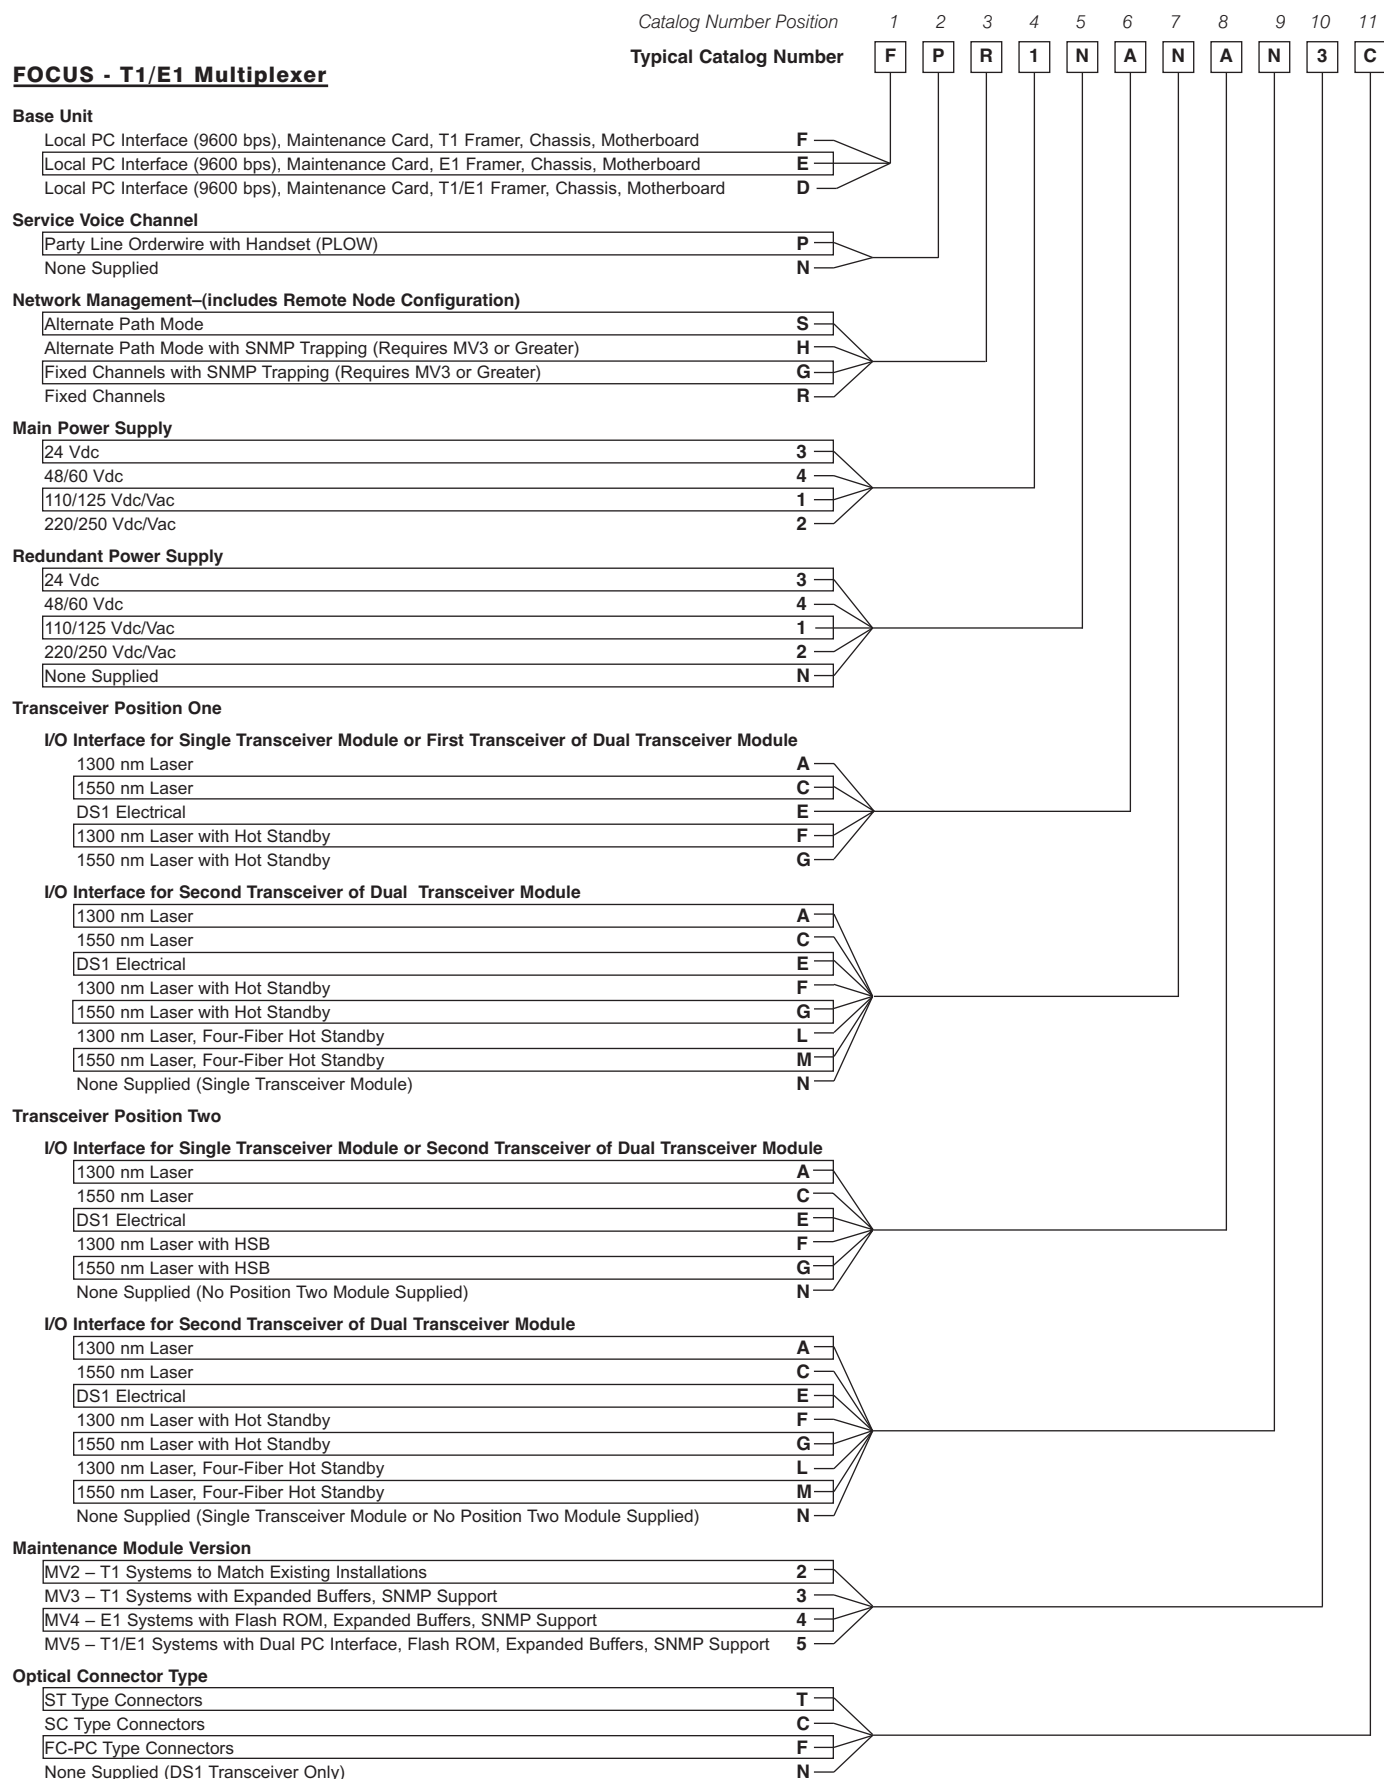 Catalog Number Position 1 2 3 4 5 6 7 8 9 10 11
Typical Catalog Number F P R 1 N A N A N 3 C
FOCUS - T1/E1 Multiplexer
Base Unit
Local PC Interface (9600 bps), Maintenance Card, T1 Framer, Chassis, Motherboard F
Local PC Interface (9600 bps), Maintenance Card, E1 Framer, Chassis, Motherboard E
Local PC Interface (9600 bps), Maintenance Card, T1/E1 Framer, Chassis, Motherboard D
Service Voice Channel
Party Line Orderwire with Handset (PLOW) P
None Supplied N
Network Management–(includes Remote Node Configuration)
Alternate Path Mode S
Alternate Path Mode with SNMP Trapping (Requires MV3 or Greater) H
Fixed Channels with SNMP Trapping (Requires MV3 or Greater) G
Fixed Channels R
Main Power Supply
24 Vdc 3
48/60 Vdc 4
110/125 Vdc/Vac 1
220/250 Vdc/Vac 2
Redundant Power Supply
24 Vdc 3
48/60 Vdc 4
110/125 Vdc/Vac 1
220/250 Vdc/Vac 2
None Supplied N
Transceiver Position One
I/O Interface for Single Transceiver Module or First Transceiver of Dual Transceiver Module
1300 nm Laser A
1550 nm Laser C
DS1 Electrical E
1300 nm Laser with Hot Standby F
1550 nm Laser with Hot Standby G
I/O Interface for Second Transceiver of Dual Transceiver Module
1300 nm Laser A
1550 nm Laser C
DS1 Electrical E
1300 nm Laser with Hot Standby F
1550 nm Laser with Hot Standby G
1300 nm Laser, Four-Fiber Hot Standby L
1550 nm Laser, Four-Fiber Hot Standby M
None Supplied (Single Transceiver Module) N
Transceiver Position Two
I/O Interface for Single Transceiver Module or Second Transceiver of Dual Transceiver Module
1300 nm Laser A
1550 nm Laser C
DS1 Electrical E
1300 nm Laser with HSB F
1550 nm Laser with HSB G
None Supplied (No Position Two Module Supplied) N
I/O Interface for Second Transceiver of Dual Transceiver Module
1300 nm Laser A
1550 nm Laser C
DS1 Electrical E
1300 nm Laser with Hot Standby F
1550 nm Laser with Hot Standby G
1300 nm Laser, Four-Fiber Hot Standby L
1550 nm Laser, Four-Fiber Hot Standby M
None Supplied (Single Transceiver Module or No Position Two Module Supplied) N
Maintenance Module Version
MV2 – T1 Systems to Match Existing Installations 2
MV3 – T1 Systems with Expanded Buffers, SNMP Support 3
MV4 – E1 Systems with Flash ROM, Expanded Buffers, SNMP Support 4
MV5 – T1/E1 Systems with Dual PC Interface, Flash ROM, Expanded Buffers, SNMP Support 5
Optical Connector Type
ST Type Connectors T
SC Type Connectors C
FC-PC Type Connectors F
None Supplied (DS1 Transceiver Only) N